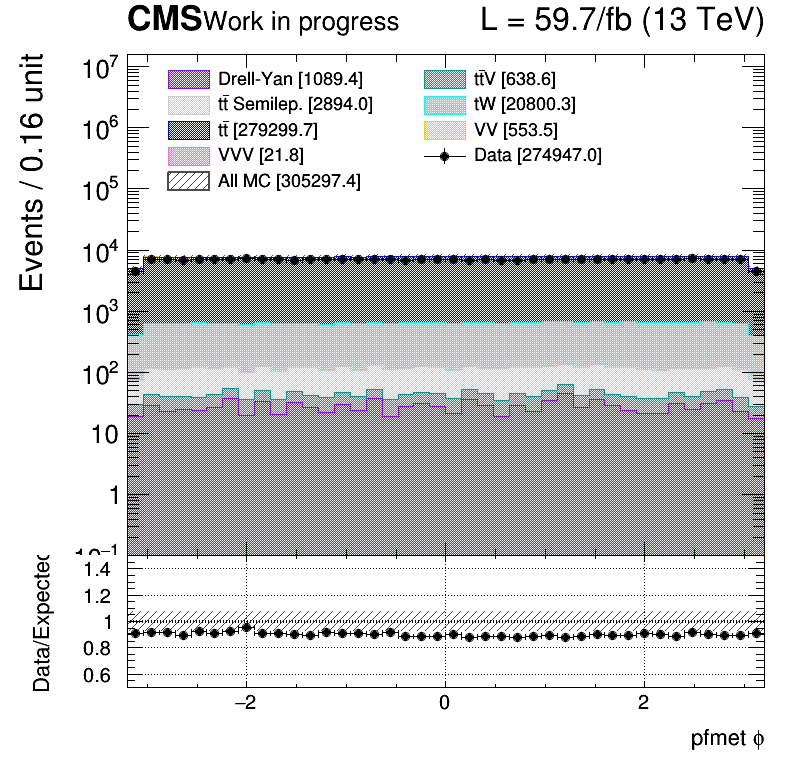 CMS Work in progress L = 59.7/fb (13 TeV)
Events / 0.16 unit
10⁷
10⁶
10⁵
10⁴
10³
10²
10
1
10⁻¹
Drell-Yan [1089.4]
tt̄ Semilep. [2894.0]
tt̄ [279299.7]
VVV [21.8]
All MC [305297.4]
tt̄V [638.6]
tW [20800.3]
VV [553.5]
Data [274947.0]
Data/Expected
1.4
1.2
1
0.8
0.6
−2 0 2
pfmet ϕ